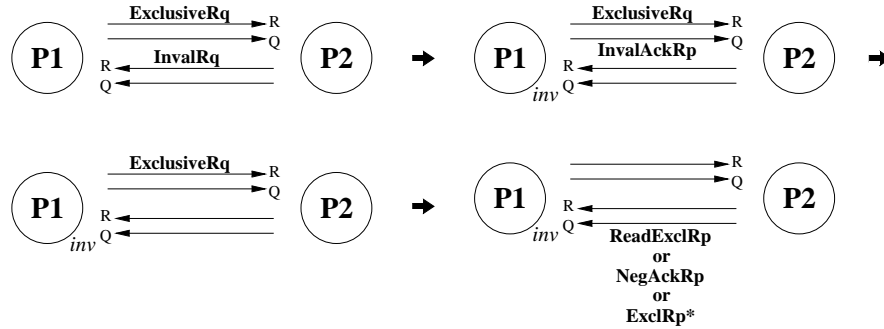 ExclusiveRq
R
P1
Q
InvalRq
R
Q
P2
ExclusiveRq
R
P1
Q
InvalAckRp
R
Q
P2
inv
ExclusiveRq
R
P1
Q
R
Q
P2
inv
R
P1
Q
R
Q
P2
inv
ReadExclRp
or
NegAckRp
or
ExclRp*